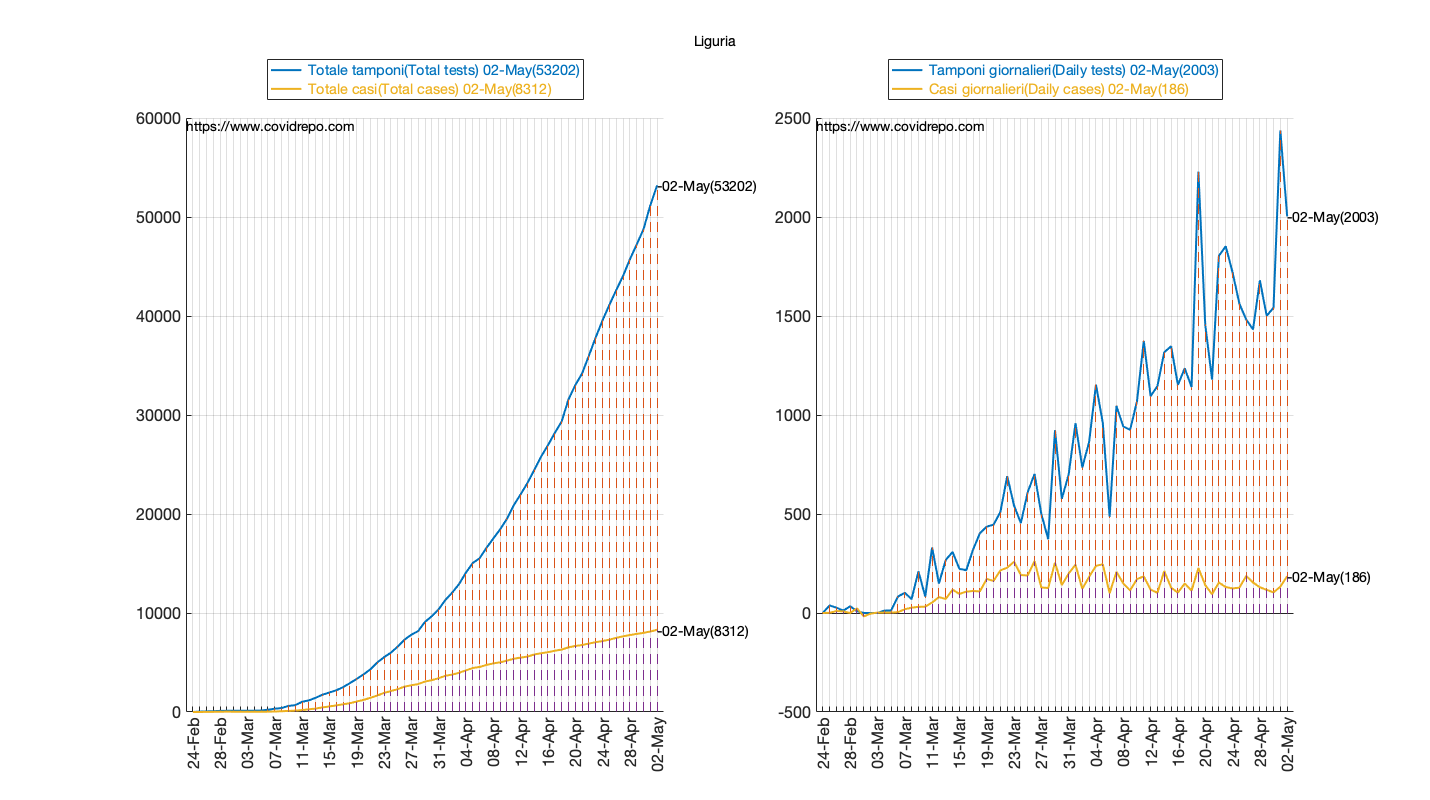 Liguria
Totale tamponi(Total tests) 02-May(53202)
Totale casi(Total cases) 02-May(8312)
https://www.covidrepo.com
60000
50000
40000
30000
20000
10000
0
02-May(53202)
02-May(8312)
24-Feb
28-Feb
03-Mar
07-Mar
11-Mar
15-Mar
19-Mar
23-Mar
27-Mar
31-Mar
04-Apr
08-Apr
12-Apr
16-Apr
20-Apr
24-Apr
28-Apr
02-May
Tamponi giornalieri(Daily tests) 02-May(2003)
Casi giornalieri(Daily cases) 02-May(186)
https://www.covidrepo.com
2500
2000
1500
1000
500
0
-500
02-May(2003)
02-May(186)
24-Feb
28-Feb
03-Mar
07-Mar
11-Mar
15-Mar
19-Mar
23-Mar
27-Mar
31-Mar
04-Apr
08-Apr
12-Apr
16-Apr
20-Apr
24-Apr
28-Apr
02-May